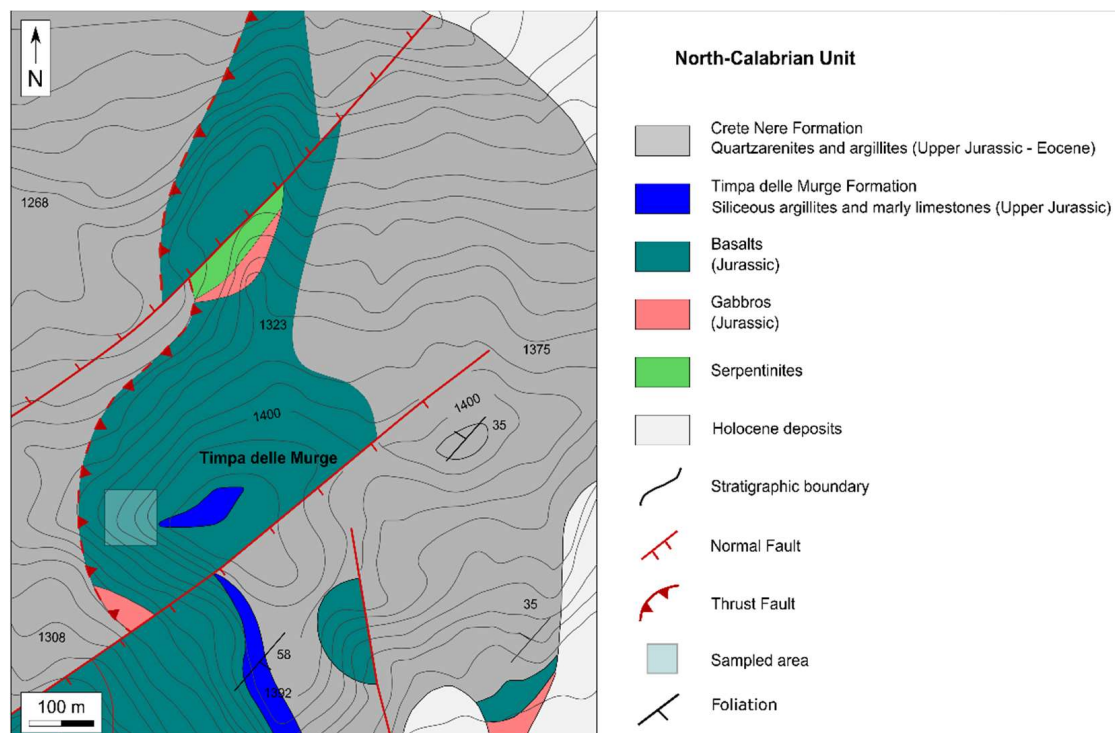 N
1268
1323
1375
1400
1400
35
Timpa delle Murge
35
1308
58
1392
100 m
North-Calabrian Unit
Crete Nere Formation
Quartzarenites and argillites (Upper Jurassic - Eocene)
Timpa delle Murge Formation
Siliceous argillites and marly limestones (Upper Jurassic)
Basalts
(Jurassic)
Gabbros
(Jurassic)
Serpentinites
Holocene deposits
Stratigraphic boundary
Normal Fault
Thrust Fault
Sampled area
Foliation